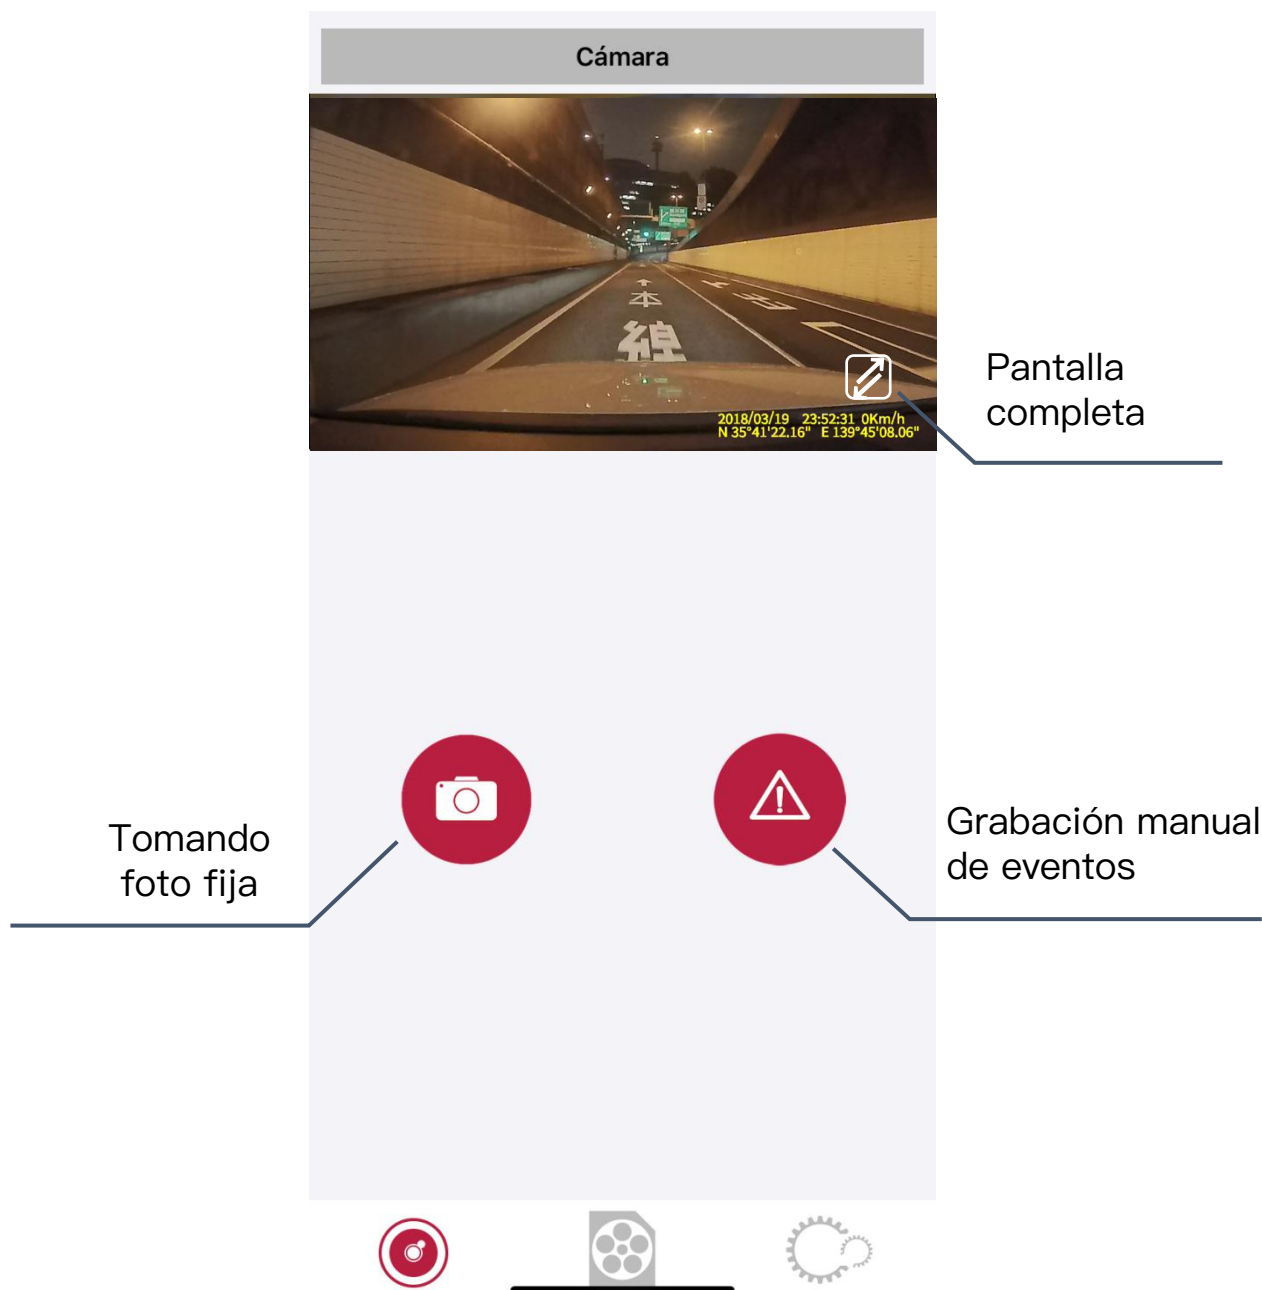 Cámara
本
線
2018/03/19 23:52:31 0Km/h
N 35°41'22.16" E 139°45'08.06"
Pantalla
completa
Tomando
foto fija
Grabación manual
de eventos